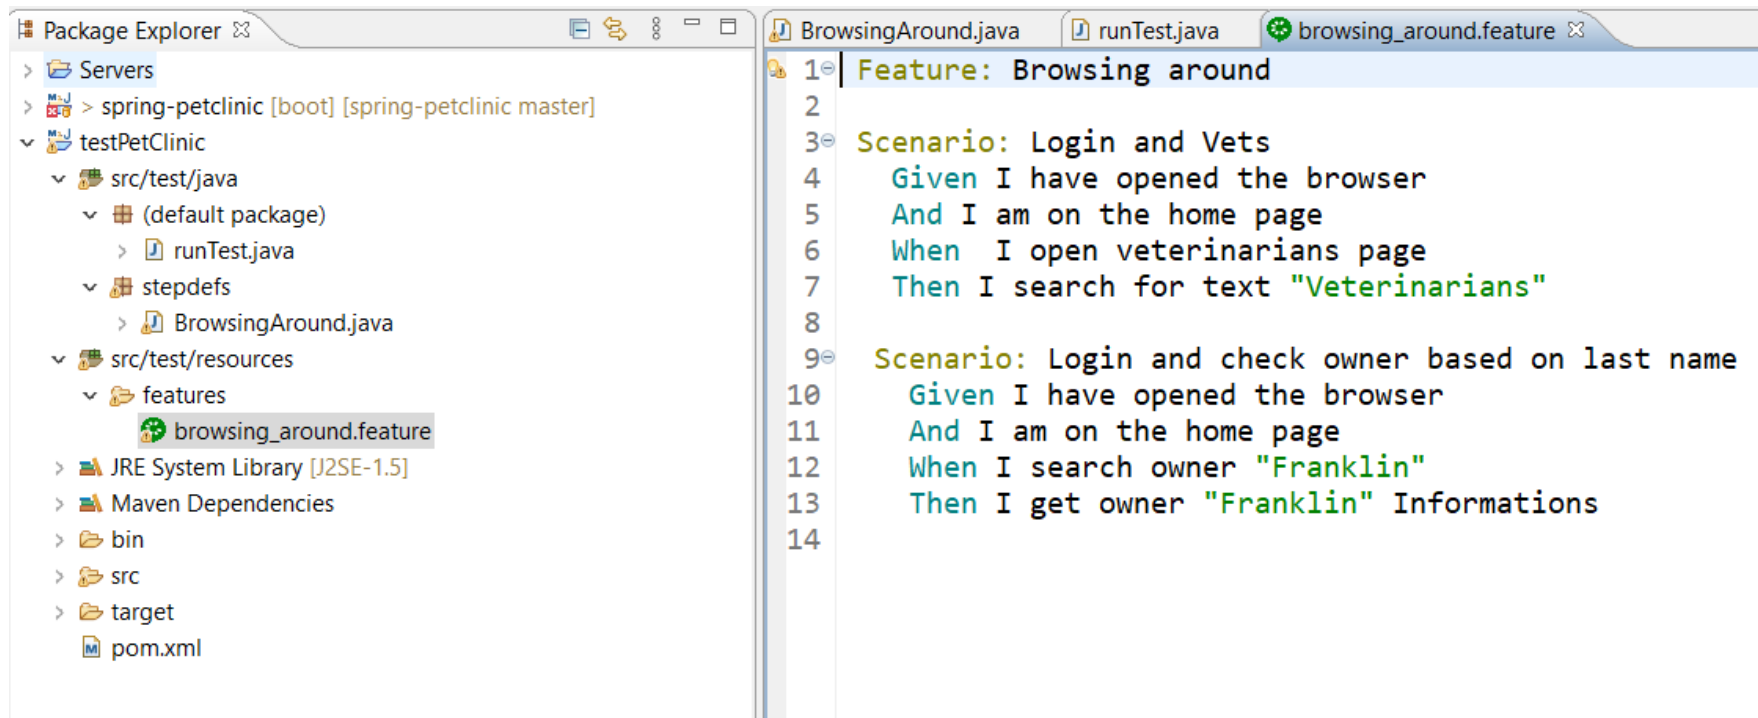 Package Explorer
Servers
> spring-petclinic [boot] [spring-petclinic master]
testPetClinic
src/test/java
(default package)
runTest.java
stepdefs
BrowsingAround.java
src/test/resources
features
browsing_around.feature
JRE System Library [J2SE-1.5]
Maven Dependencies
bin
src
target
pom.xml
BrowsingAround.java
runTest.java
browsing_around.feature
1 Feature: Browsing around
2
3 Scenario: Login and Vets
4 Given I have opened the browser
5 And I am on the home page
6 When  I open veterinarians page
7 Then I search for text "Veterinarians"
8
9 Scenario: Login and check owner based on last name
10 Given I have opened the browser
11 And I am on the home page
12 When I search owner "Franklin"
13 Then I get owner "Franklin" Informations
14